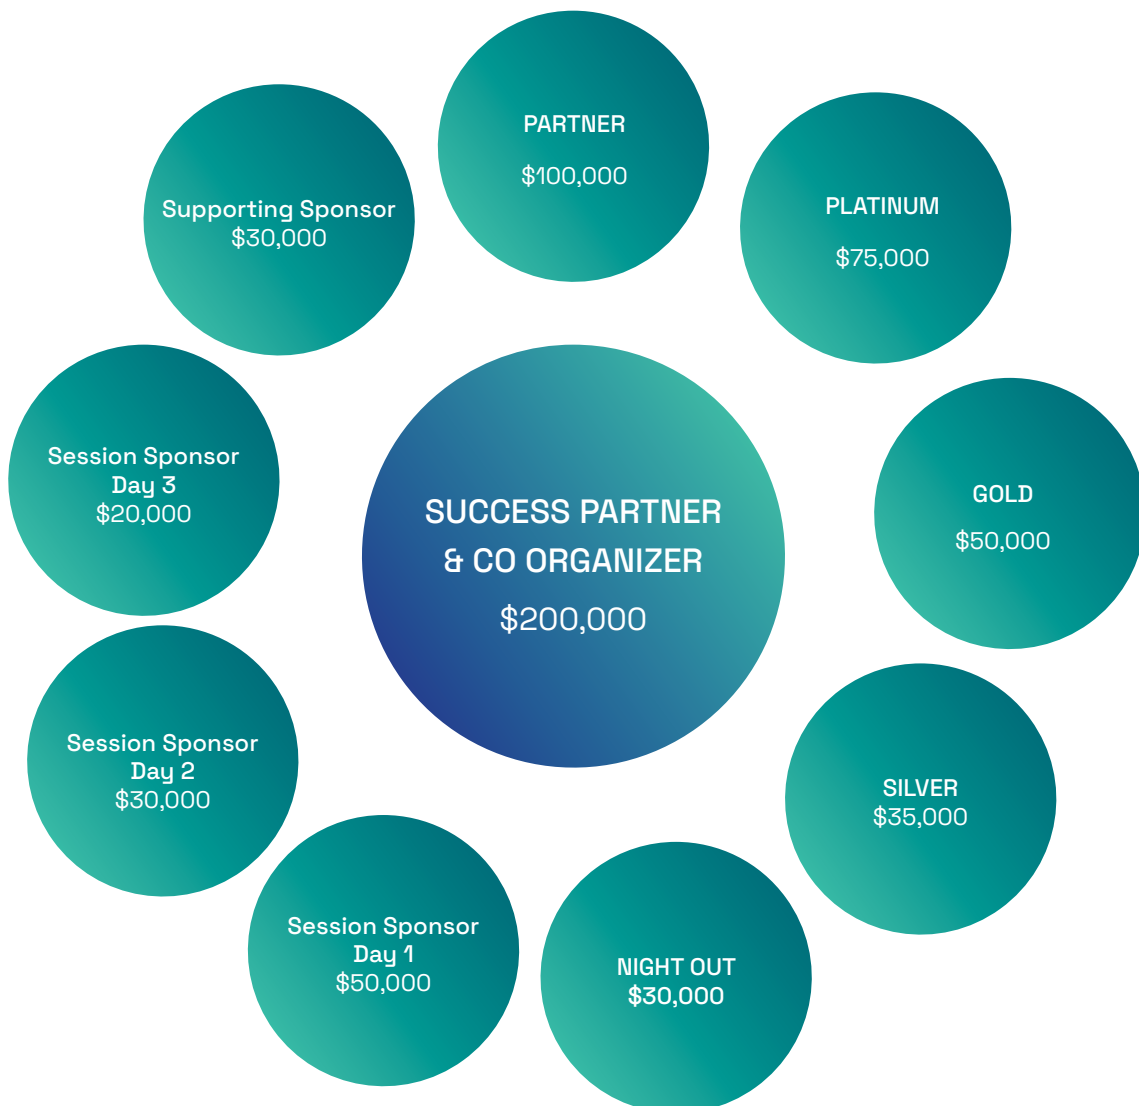 PARTNER
$100,000
PLATINUM
$75,000
Supporting Sponsor
$30,000
GOLD
$50,000
Session Sponsor
Day 3
$20,000
SUCCESS PARTNER
& CO ORGANIZER
$200,000
SILVER
$35,000
Session Sponsor
Day 2
$30,000
NIGHT OUT
$30,000
Session Sponsor
Day 1
$50,000